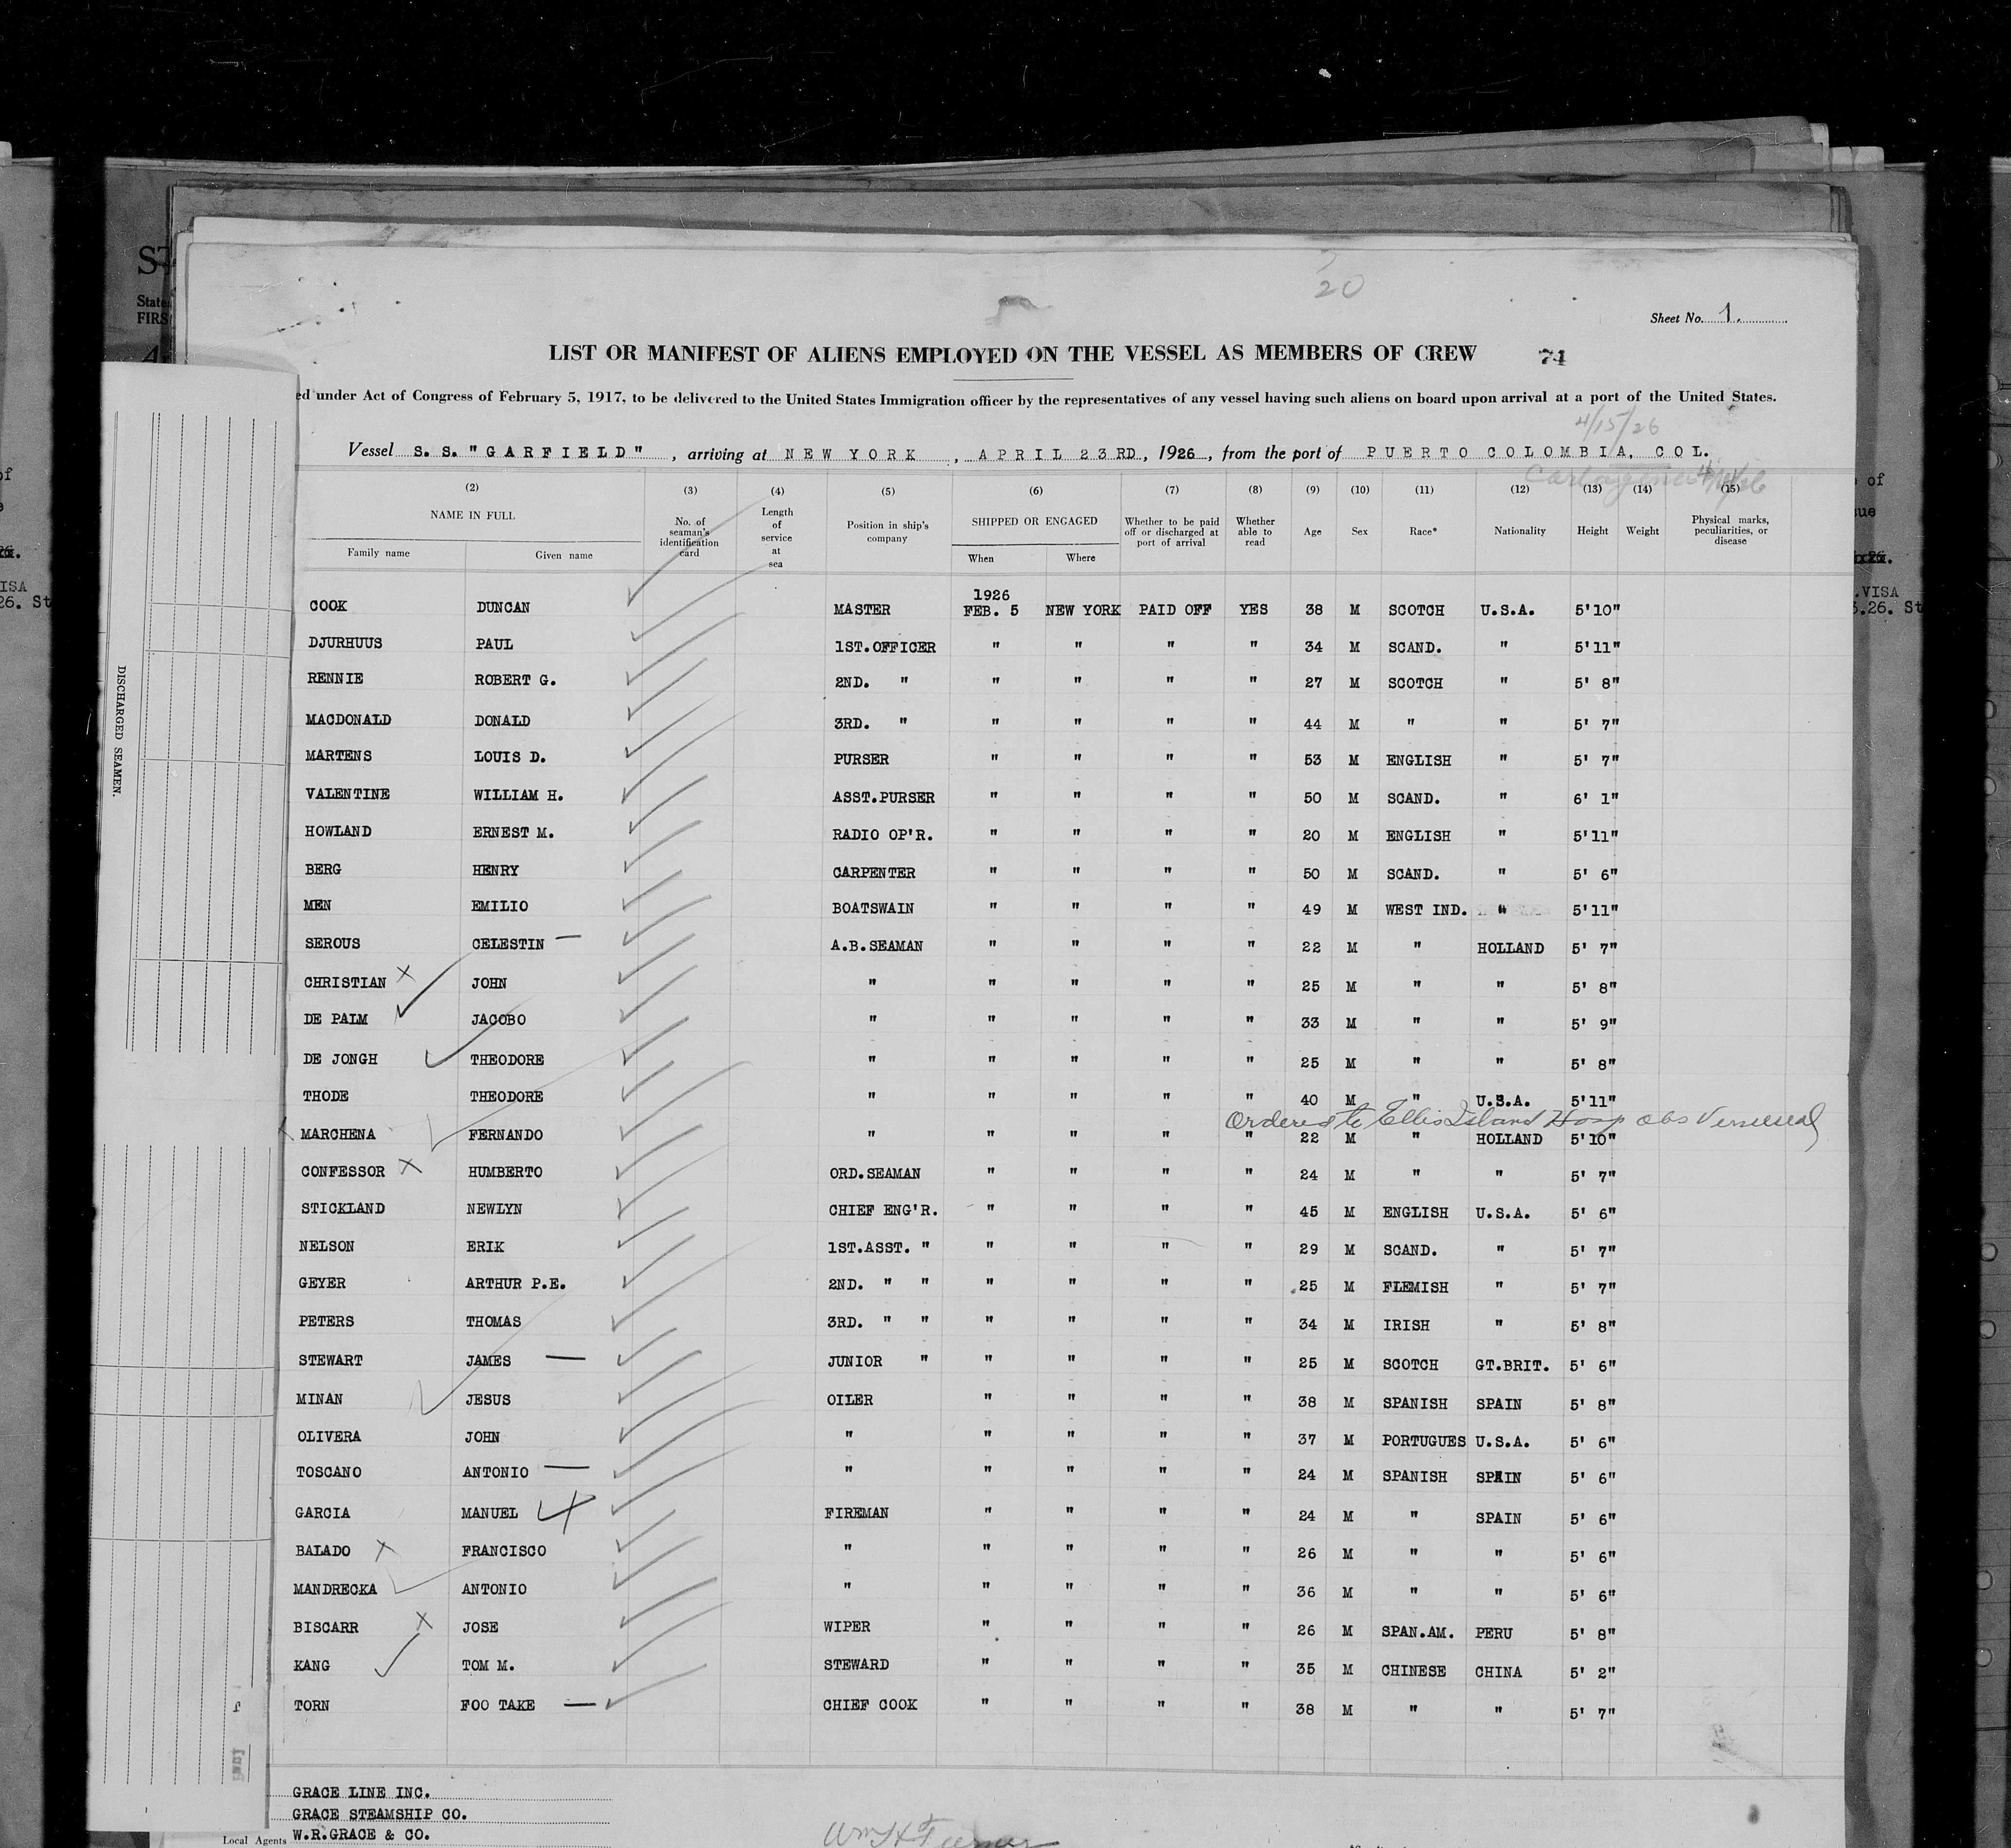 20
Sheet No. 1.
LIST OR MANIFEST OF ALIENS EMPLOYED ON THE VESSEL AS MEMBERS OF CREW 74
ed under Act of Congress of February 5, 1917, to be delivered to the United States Immigration officer by the representatives of any vessel having such aliens on board upon arrival at a port of the United States.
4/15/26
Vessel S. S. "GARFIELD", arriving at NEW YORK, APRIL 23RD., 1926, from the port of PUERTO COLOMBIA, COL.
Cartagena
(2) (3) (4) (5) (6) (7) (8) (9) (10) (11) (12) (13) (14) (15)
NAME IN FULL No. of seaman's identification card Length of service at sea Position in ship's company SHIPPED OR ENGAGED Whether to be paid off or discharged at port of arrival Whether able to read Age Sex Race* Nationality Height Weight Physical marks, peculiarities, or disease
Family name Given name When Where
1926
COOK DUNCAN MASTER FEB. 5 NEW YORK PAID OFF YES 38 M SCOTCH U.S.A. 5'10"
DJURHUUS PAUL 1ST.OFFICER " " " " 34 M SCAND. " 5'11"
RENNIE ROBERT G. 2ND. " " " " " 27 M SCOTCH " 5' 8"
MACDONALD DONALD 3RD. " " " " " 44 M " " 5' 7"
MARTENS LOUIS D. PURSER " " " " 53 M ENGLISH " 5' 7"
VALENTINE WILLIAM H. ASST.PURSER " " " " 50 M SCAND. " 6' 1"
HOWLAND ERNEST M. RADIO OP'R. " " " " 20 M ENGLISH " 5'11"
BERG HENRY CARPENTER " " " " 50 M SCAND. " 5' 6"
MEN EMILIO BOATSWAIN " " " " 49 M WEST IND. " 5'11"
SEROUS CELESTIN — A.B.SEAMAN " " " " 22 M " HOLLAND 5' 7"
CHRISTIAN X JOHN " " " " " 25 M " " 5' 8"
DE PALM JACOBO " " " " " 33 M " " 5' 9"
DE JONGH THEODORE " " " " " 25 M " " 5' 8"
THODE THEODORE " " " " " 40 M " U.S.A. 5'11"
Ordered to Ellis Island Hosp obs Venereal
MARCHENA FERNANDO " " " " " 22 M " HOLLAND 5'10"
CONFESSOR X HUMBERTO ORD.SEAMAN " " " " 24 M " " 5' 7"
STICKLAND NEWLYN CHIEF ENG'R. " " " " 45 M ENGLISH U.S.A. 5' 6"
NELSON ERIK 1ST.ASST. " " " " " 29 M SCAND. " 5' 7"
GEYER ARTHUR P.E. 2ND. " " " " " " 25 M FLEMISH " 5' 7"
PETERS THOMAS 3RD. " " " " " " 34 M IRISH " 5' 8"
STEWART JAMES — JUNIOR " " " " " 25 M SCOTCH GT.BRIT. 5' 6"
MINAN JESUS OILER " " " " 38 M SPANISH SPAIN 5' 8"
OLIVERA JOHN " " " " " 37 M PORTUGUES U.S.A. 5' 6"
TOSCANO ANTONIO — " " " " " 24 M SPANISH SPAIN 5' 6"
GARCIA MANUEL FIREMAN " " " " 24 M " SPAIN 5' 6"
BALADO X FRANCISCO " " " " " 26 M " " 5' 6"
MANDRECKA ANTONIO " " " " " 36 M " " 5' 6"
BISCARR X JOSE WIPER " " " " 26 M SPAN.AM. PERU 5' 8"
KANG TOM M. STEWARD " " " " 35 M CHINESE CHINA 5' 2"
TORN FOO TAKE — CHIEF COOK " " " " 38 M " " 5' 7"
GRACE LINE INC.
GRACE STEAMSHIP CO.
Local Agents W.R.GRACE & CO.
DISCHARGED SEAMEN.
State
FIRS
ISA
26. St
of
sue
.VISA
.26. St